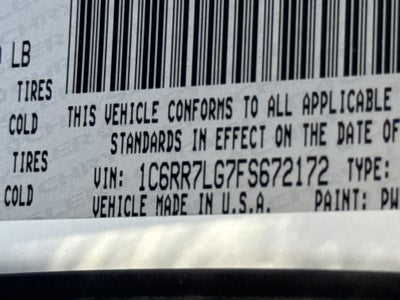 LB
TIRES
COLD
TIRES
COLD
THIS VEHICLE CONFORMS TO ALL APPLICABLE
STANDARDS IN EFFECT ON THE DATE OF
VIN: 1C6RR7LG7FS672172 TYPE:
VEHICLE MADE IN U.S.A. PAINT: PW